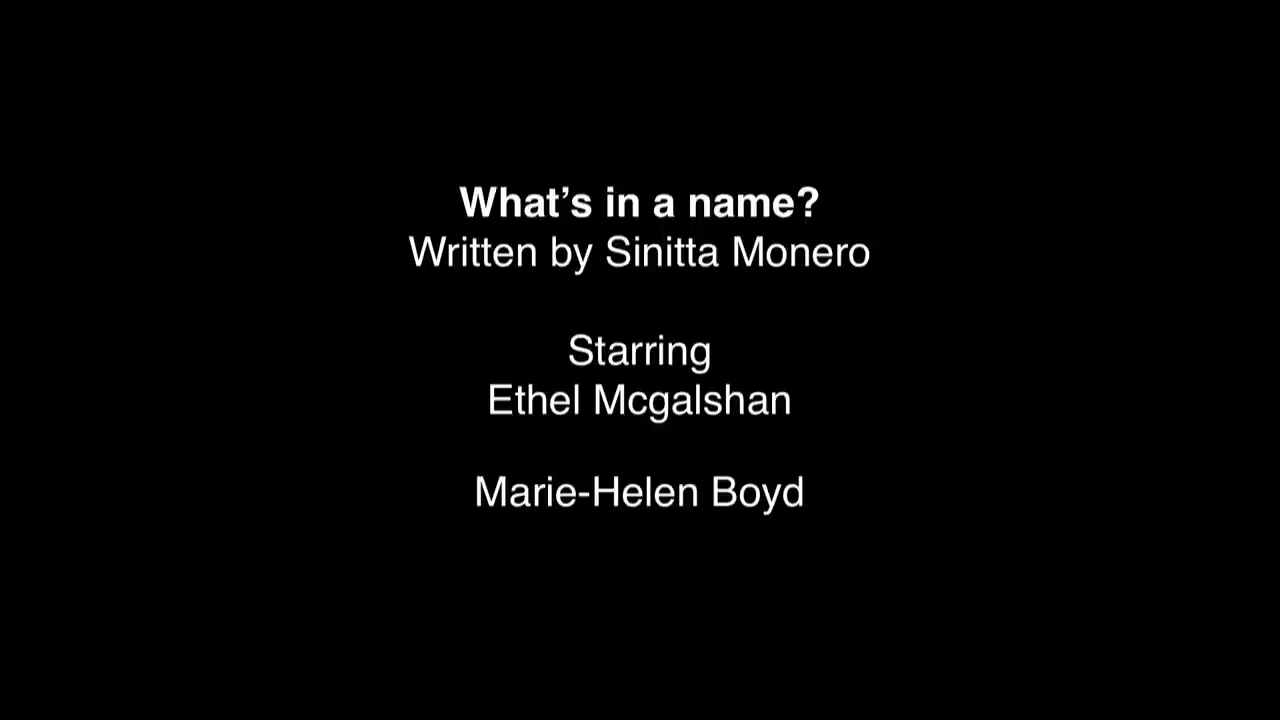 What’s in a name?
Written by Sinitta Monero
Starring
Ethel Mcgalshan
Marie-Helen Boyd